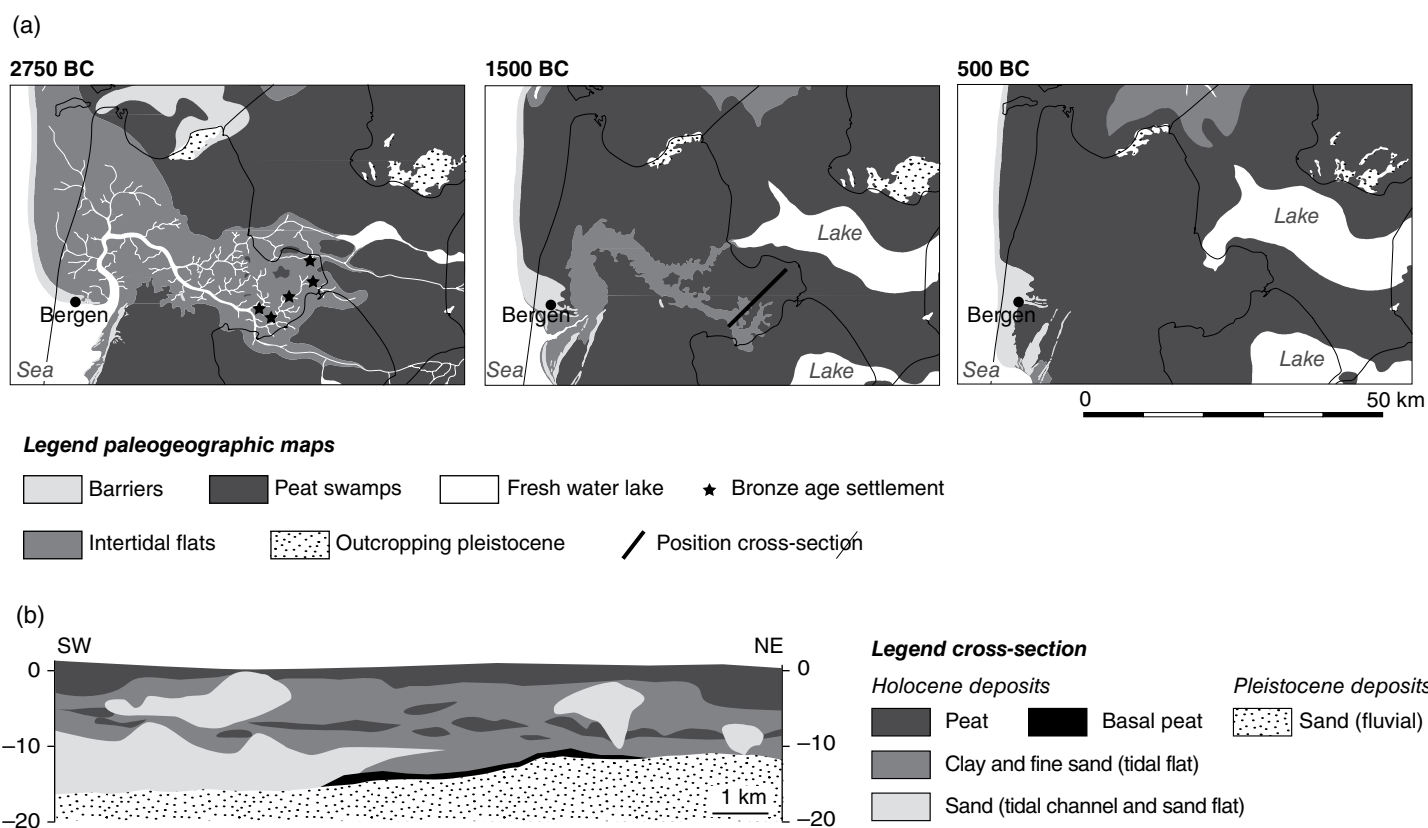 (a)
2750 BC
1500 BC
500 BC
Bergen
Sea
Bergen
Sea
Lake
Lake
Bergen
Sea
Lake
Lake
0 50 km
Legend paleogeographic maps
Barriers Peat swamps Fresh water lake Bronze age settlement
Intertidal flats Outcropping pleistocene Position cross-section
(b)
SW NE
0 0
–10 –10
–20 –20
1 km
Legend cross-section
Holocene deposits Pleistocene deposits
Peat Basal peat Sand (fluvial)
Clay and fine sand (tidal flat)
Sand (tidal channel and sand flat)